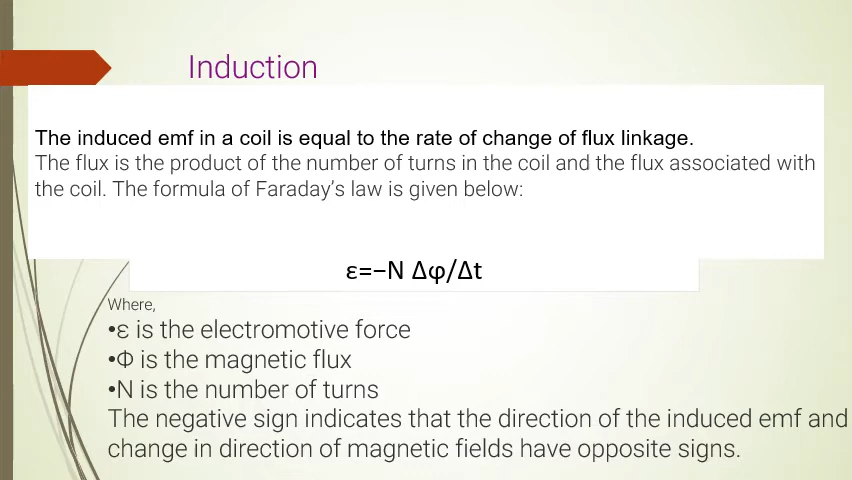 Induction
The induced emf in a coil is equal to the rate of change of flux linkage.
The flux is the product of the number of turns in the coil and the flux associated with
the coil. The formula of Faraday's law is given below:
ε=−N Δφ/Δt
Where,
•ε is the electromotive force
•Φ is the magnetic flux
•N is the number of turns
The negative sign indicates that the direction of the induced emf and
change in direction of magnetic fields have opposite signs.